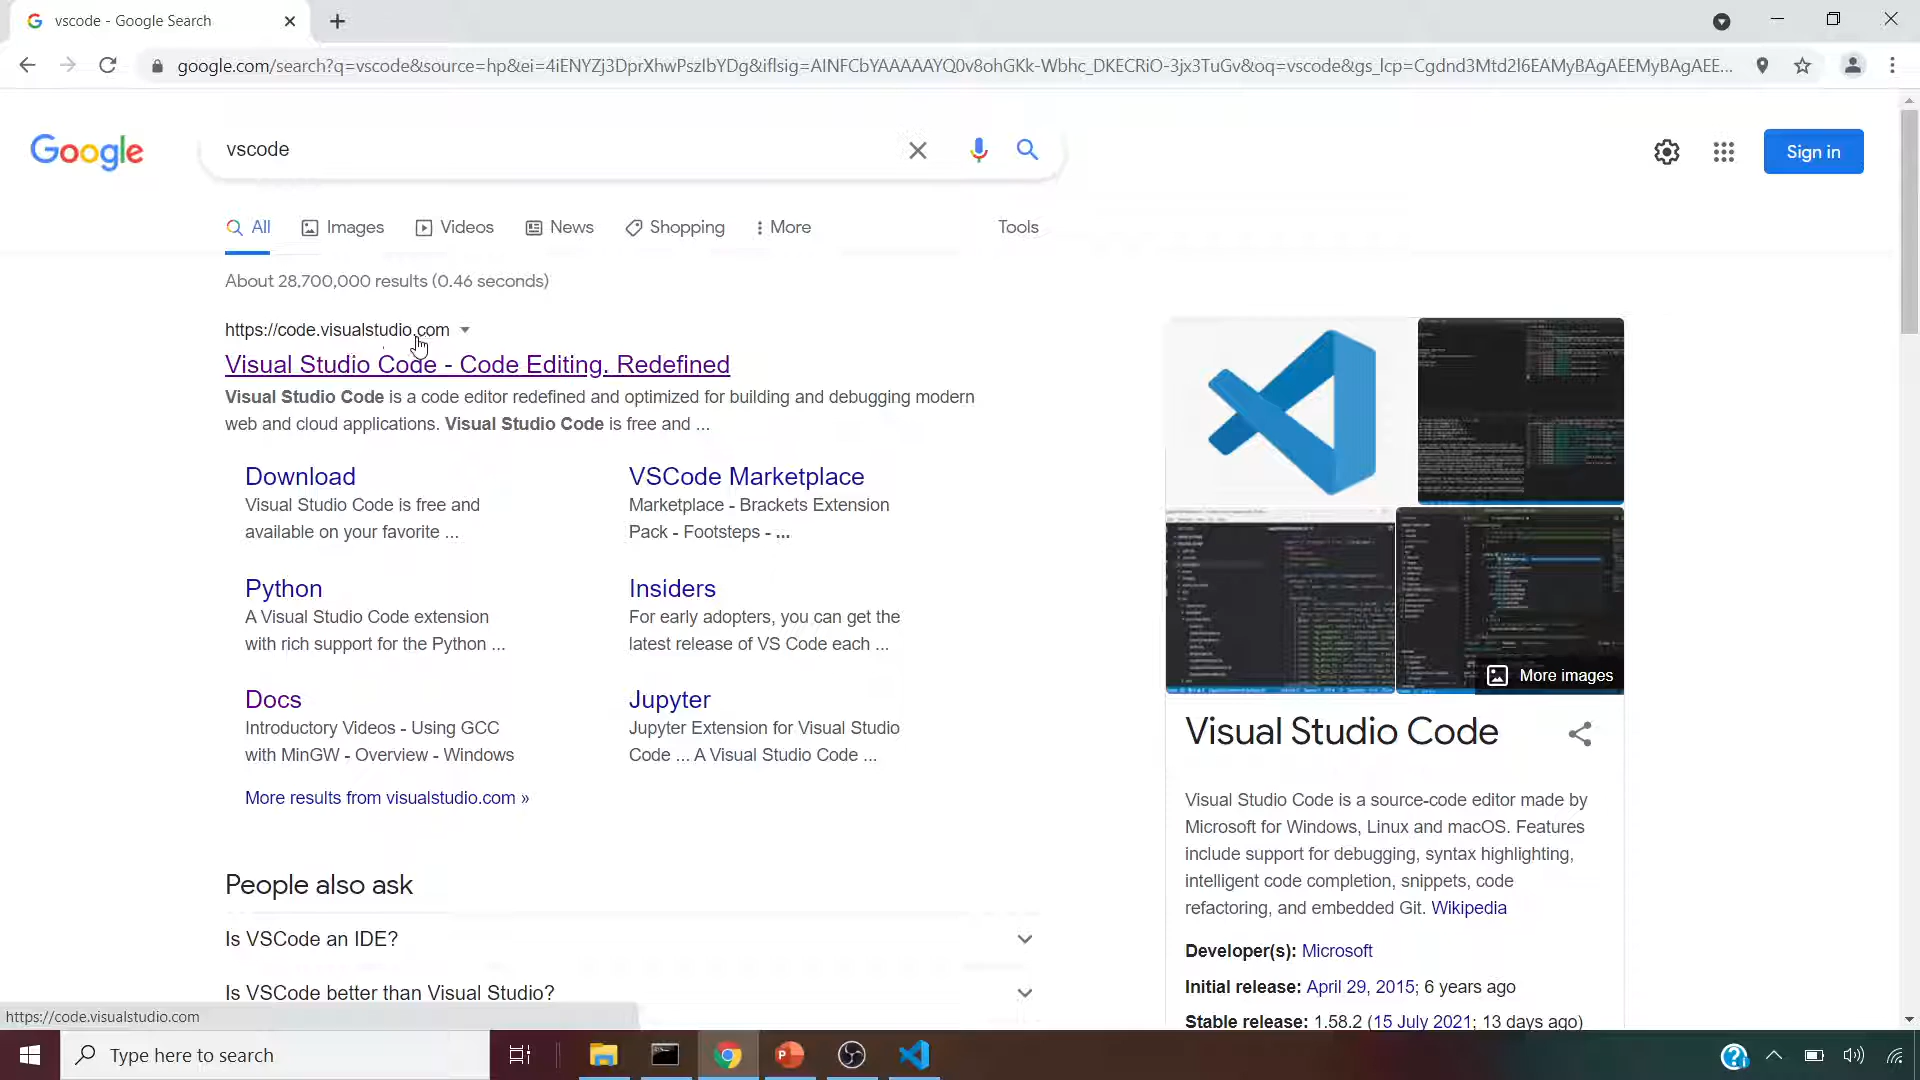 vscode - Google Search
google.com/search?q=vscode&source=hp&ei=4iENYZj3DprXhwPszIbYDg&iflsig=AINFCbYAAAAAYQ0v8ohGKk-Wbhc_DKECRiO-3jx3TuGv&oq=vscode&gs_lcp=Cgdnd3Mtd2l6EAMyBAgAEEMyBAgAEE...
Google
vscode
Sign in
All
Images
Videos
News
Shopping
More
Tools
About 28,700,000 results (0.46 seconds)
https://code.visualstudio.com
Visual Studio Code - Code Editing. Redefined
Visual Studio Code is a code editor redefined and optimized for building and debugging modern
web and cloud applications. Visual Studio Code is free and ...
Download
Visual Studio Code is free and
available on your favorite ...
VSCode Marketplace
Marketplace - Brackets Extension
Pack - Footsteps - ...
Python
A Visual Studio Code extension
with rich support for the Python ...
Insiders
For early adopters, you can get the
latest release of VS Code each ...
Docs
Introductory Videos - Using GCC
with MinGW - Overview - Windows
Jupyter
Jupyter Extension for Visual Studio
Code ... A Visual Studio Code ...
More results from visualstudio.com »
People also ask
Is VSCode an IDE?
Is VSCode better than Visual Studio?
More images
Visual Studio Code
Visual Studio Code is a source-code editor made by
Microsoft for Windows, Linux and macOS. Features
include support for debugging, syntax highlighting,
intelligent code completion, snippets, code
refactoring, and embedded Git. Wikipedia
Developer(s): Microsoft
Initial release: April 29, 2015; 6 years ago
Stable release: 1.58.2 (15 July 2021; 13 days ago)
https://code.visualstudio.com
Type here to search